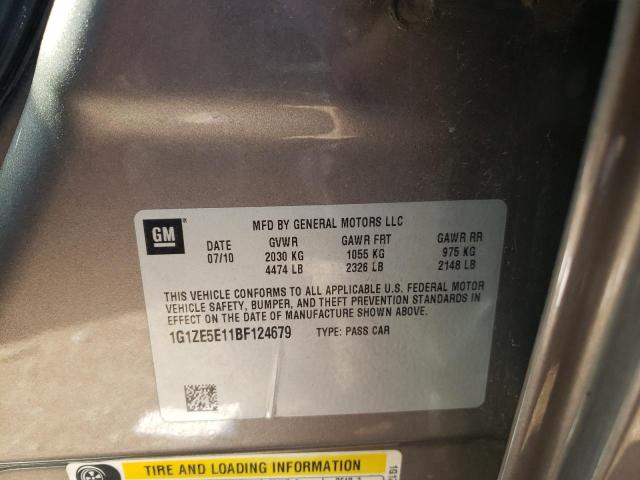 GM
MFD BY GENERAL MOTORS LLC
DATE GVWR GAWR FRT GAWR RR
07/10 2030 KG 1055 KG 975 KG
4474 LB 2326 LB 2148 LB
THIS VEHICLE CONFORMS TO ALL APPLICABLE U.S. FEDERAL MOTOR
VEHICLE SAFETY, BUMPER, AND THEFT PREVENTION STANDARDS IN
EFFECT ON THE DATE OF MANUFACTURE SHOWN ABOVE.
1G1ZE5E11BF124679 TYPE: PASS CAR
TIRE AND LOADING INFORMATION